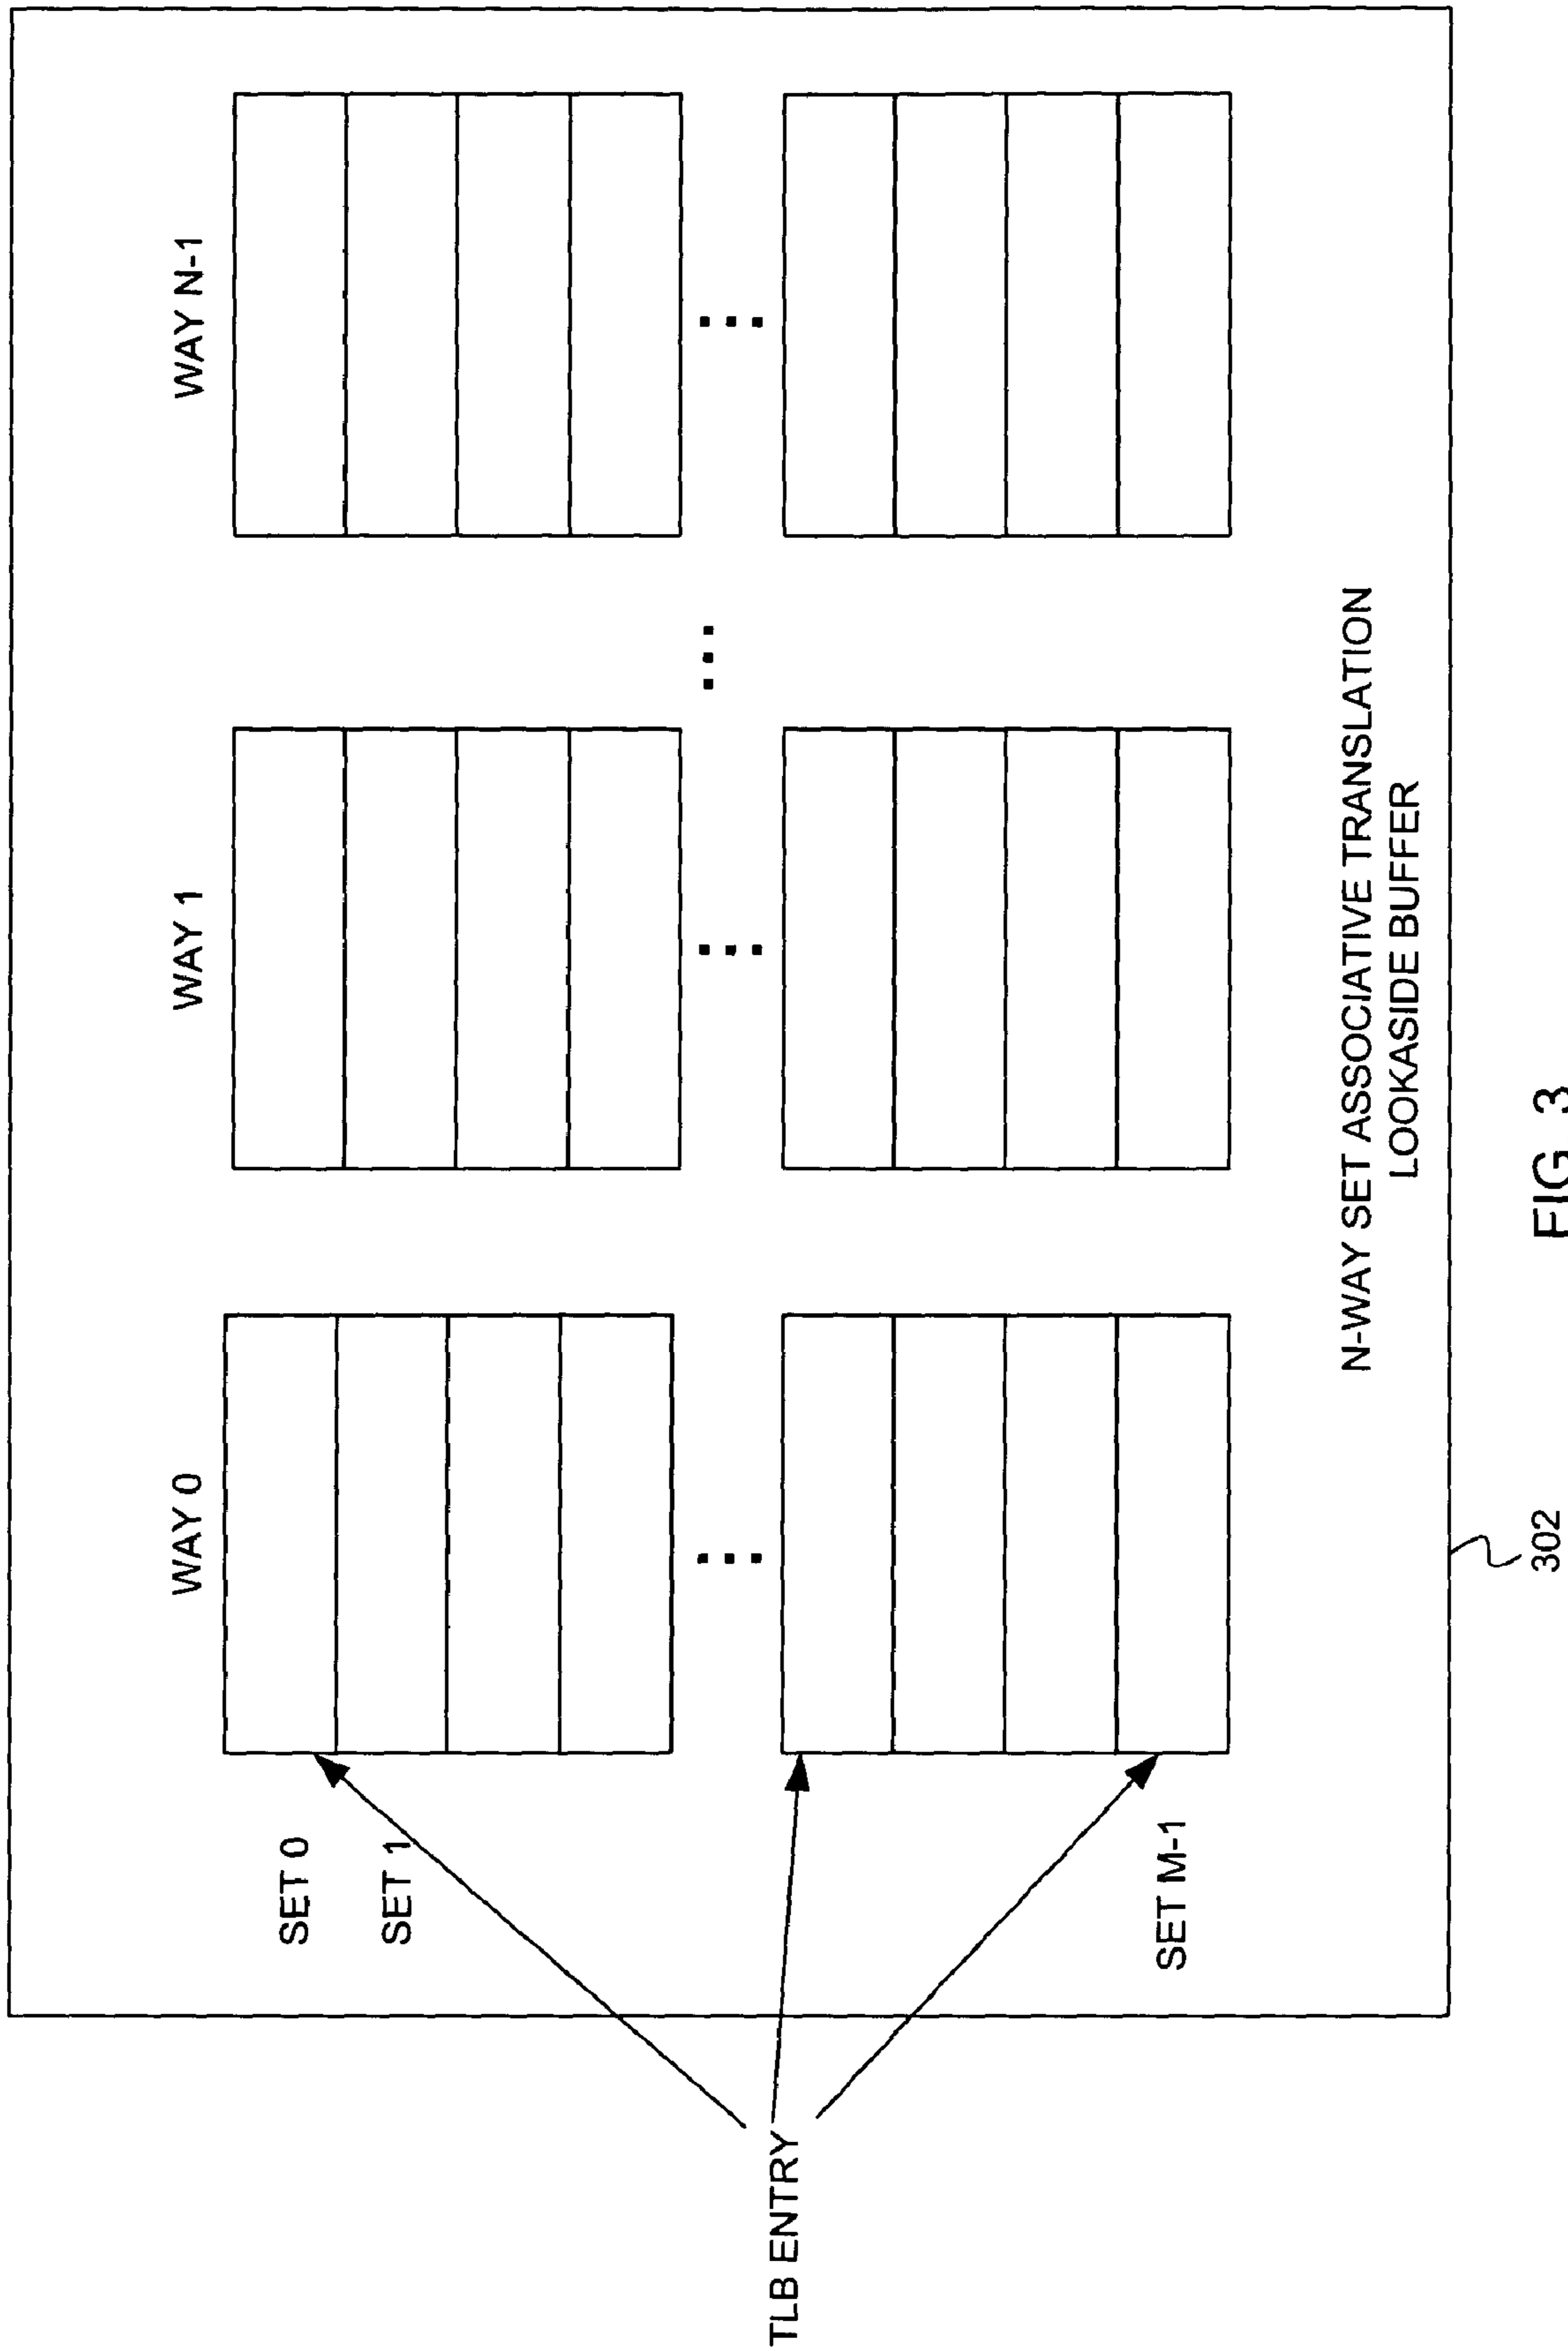 WAY 0
WAY 1
WAY N-1
SET 0
SET 1
TLB ENTRY
SET M-1
N-WAY SET ASSOCIATIVE TRANSLATION
LOOKASIDE BUFFER
302
FIG. 3